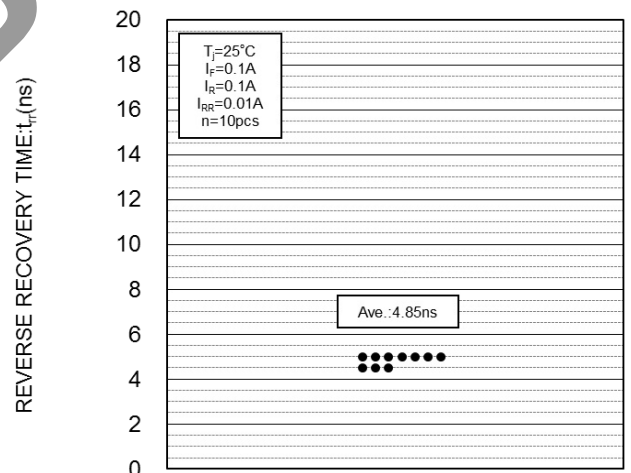 REVERSE RECOVERY TIME:trr(ns)
20
18
16
14
12
10
8
6
4
2
0
Tj=25°C
IF=0.1A
IR=0.1A
IRR=0.01A
n=10pcs
Ave.:4.85ns